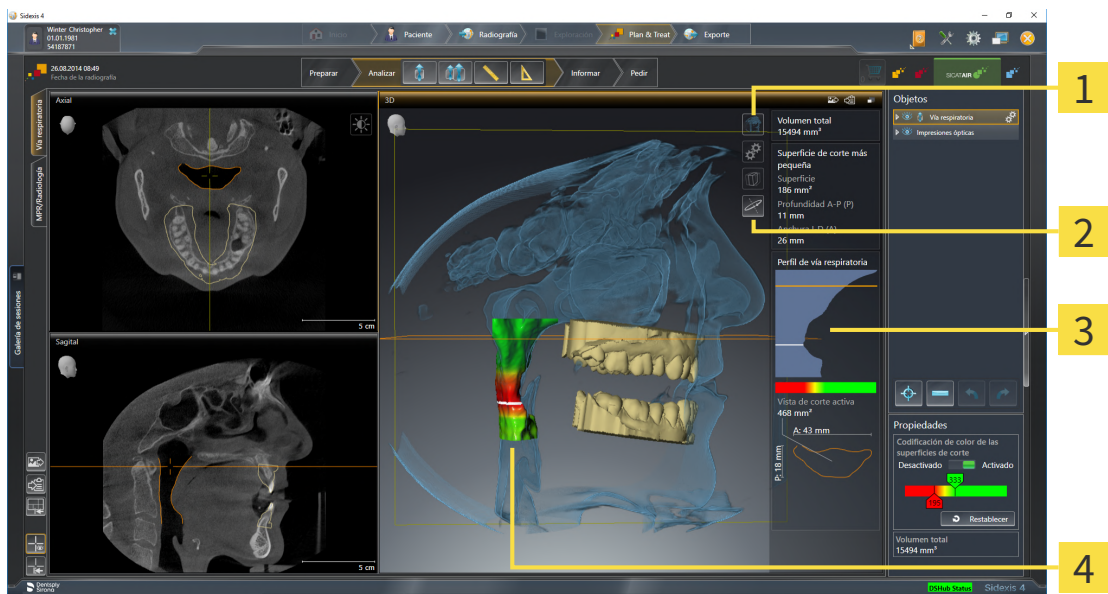 Sidexis 4
Winter Christopher
01.01.1981
54187871
Inicio
Paciente
Radiografía
Exploración
Plan & Treat
Exporte
26.08.2014 08:49
Fecha de la radiografía
Preparar
Analizar
Informar
Pedir
SICATAIR
Vía respiratoria
MPR/Radiología
Galería de sesiones
Axial
5 cm
Sagital
5 cm
3D
Volumen total
15494 mm³
Superficie de corte más
pequeña
Superficie
186 mm²
Profundidad A-P (P)
11 mm
Anchura L-R (A)
26 mm
Perfil de vía respiratoria
Vista de corte activa
468 mm²
A: 43 mm
P: 18 mm
Objetos
Vía respiratoria
Impresiones ópticas
Propiedades
Codificación de color de las
superficies de corte
Desactivado
Activado
333
Restablecer
Volumen total
15494 mm³
Dentsply
Sirona
DSHub Status
Sidexis 4
1
2
3
4